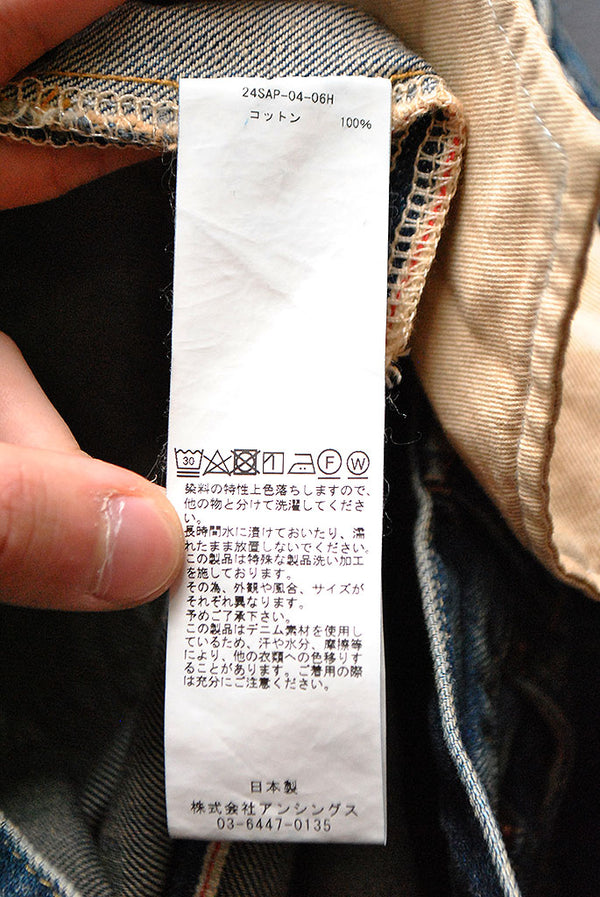 24SAP-04-06H
コットン 100%
30 F W
染料の特性上色落ちしますので、
他の物と分けて洗濯してくださ
い。
長時間水に漬けておいたり、濡
れたまま放置しないでください。
この製品は特殊な製品洗い加工
を施しております。
その為、外観や風合、サイズが
それぞれ異なります。
予めご了承下さい。
この製品はデニム素材を使用し
ているため、汗や水分、摩擦等
により、他の衣類への色移りす
ることがあります。ご着用の際
は充分にご注意ください。
日本製
株式会社アンシングス
03-6447-0135